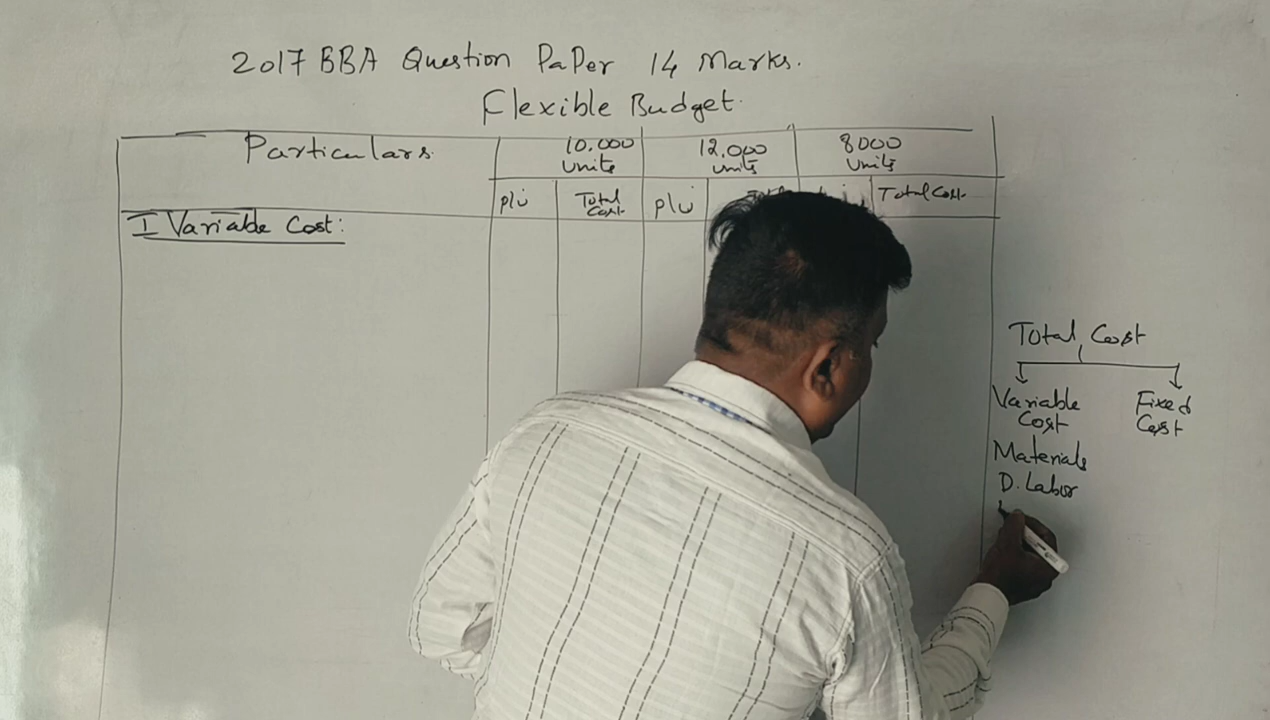 2017 BBA Question PaPer 14 Marks.
Flexible Budget.
Particulars 10.000 12.000 8000
units units units
P/u Total P/u Total Cost
Cost
I Variable Cost:
Total Cost
Variable Fixed
Cost Cost
Materials
D. Labor